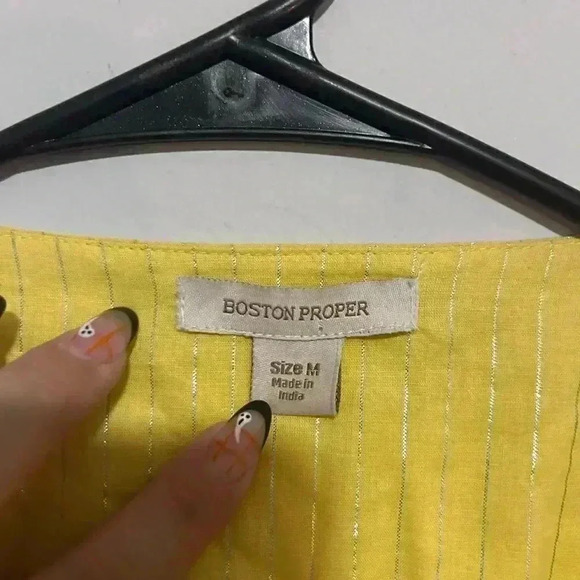 BOSTON PROPER
Size M
Made in
India